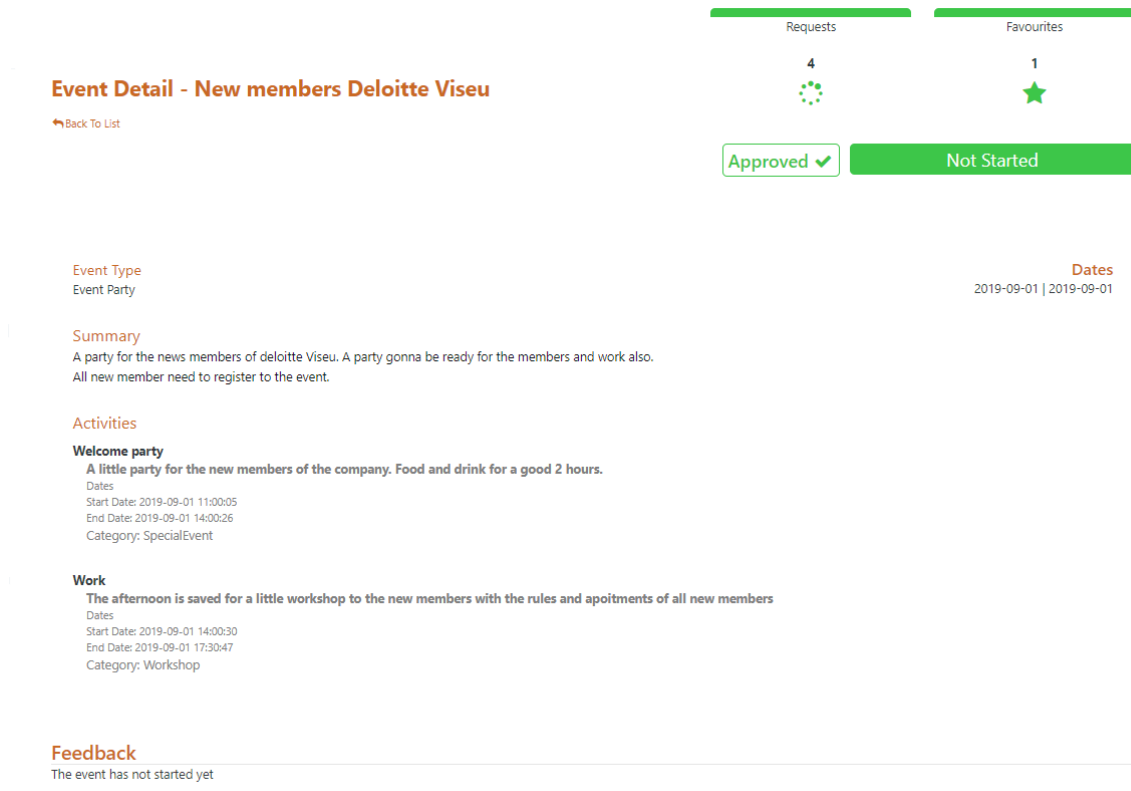 Requests
Favourites
4
1
Event Detail - New members Deloitte Viseu
Back To List
Approved
Not Started
Event Type
Event Party
Dates
2019-09-01 | 2019-09-01
Summary
A party for the news members of deloitte Viseu. A party gonna be ready for the members and work also.
All new member need to register to the event.
Activities
Welcome party
A little party for the new members of the company. Food and drink for a good 2 hours.
Dates
Start Date: 2019-09-01 11:00:05
End Date: 2019-09-01 14:00:26
Category: SpecialEvent
Work
The afternoon is saved for a little workshop to the new members with the rules and apoitments of all new members
Dates
Start Date: 2019-09-01 14:00:30
End Date: 2019-09-01 17:30:47
Category: Workshop
Feedback
The event has not started yet